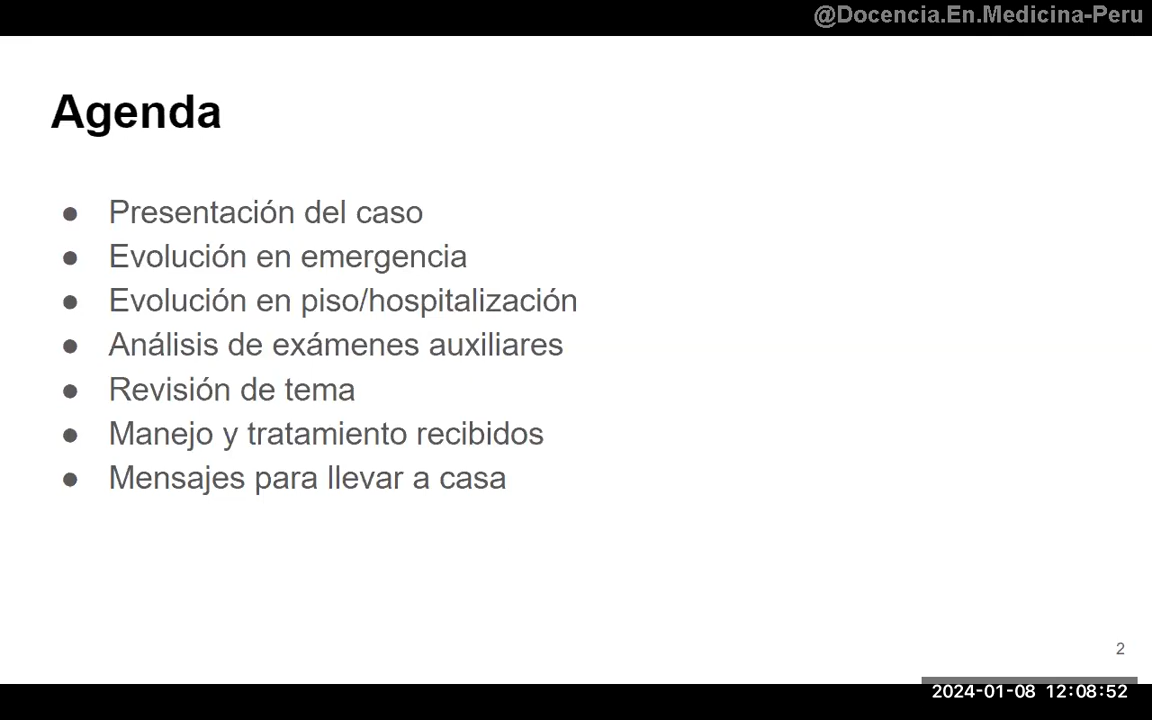 @Docencia.En.Medicina-Peru
Agenda
● Presentación del caso
● Evolución en emergencia
● Evolución en piso/hospitalización
● Análisis de exámenes auxiliares
● Revisión de tema
● Manejo y tratamiento recibidos
● Mensajes para llevar a casa
2
2024-01-08 12:08:52